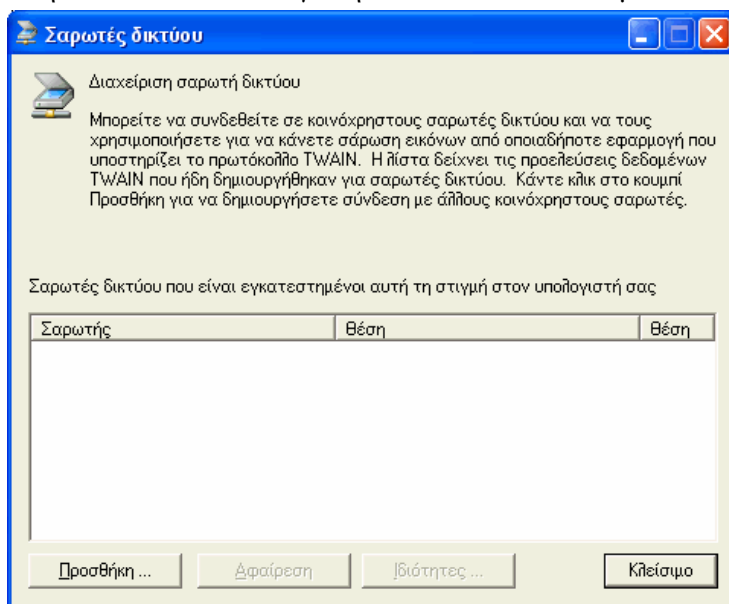 Σαρωτές δικτύου
Διαχείριση σαρωτή δικτύου
Μπορείτε να συνδεθείτε σε κοινόχρηστους σαρωτές δικτύου και να τους
χρησιμοποιήσετε για να κάνετε σάρωση εικόνων από οποιαδήποτε εφαρμογή που
υποστηρίζει το πρωτόκολλο TWAIN. Η λίστα δείχνει τις προελεύσεις δεδομένων
TWAIN που ήδη δημιουργήθηκαν για σαρωτές δικτύου. Κάντε κλικ στο κουμπί
Προσθήκη για να δημιουργήσετε σύνδεση με άλλους κοινόχρηστους σαρωτές.
Σαρωτές δικτύου που είναι εγκατεστημένοι αυτή τη στιγμή στον υπολογιστή σας
Σαρωτής Θέση Θέση
Προσθήκη ... Αφαίρεση Ιδιότητες ... Κλείσιμο